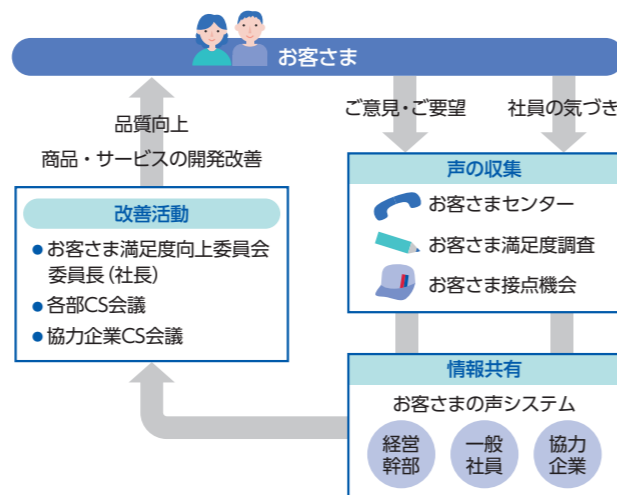 お客さま
品質向上
商品・サービスの開発改善
ご意見・ご要望
社員の気づき
改善活動
●お客さま満足度向上委員会
委員長(社長)
●各部CS会議
●協力企業CS会議
声の収集
お客さまセンター
お客さま満足度調査
お客さま接点機会
情報共有
お客さまの声システム
経営
幹部
一般
社員
協力
企業